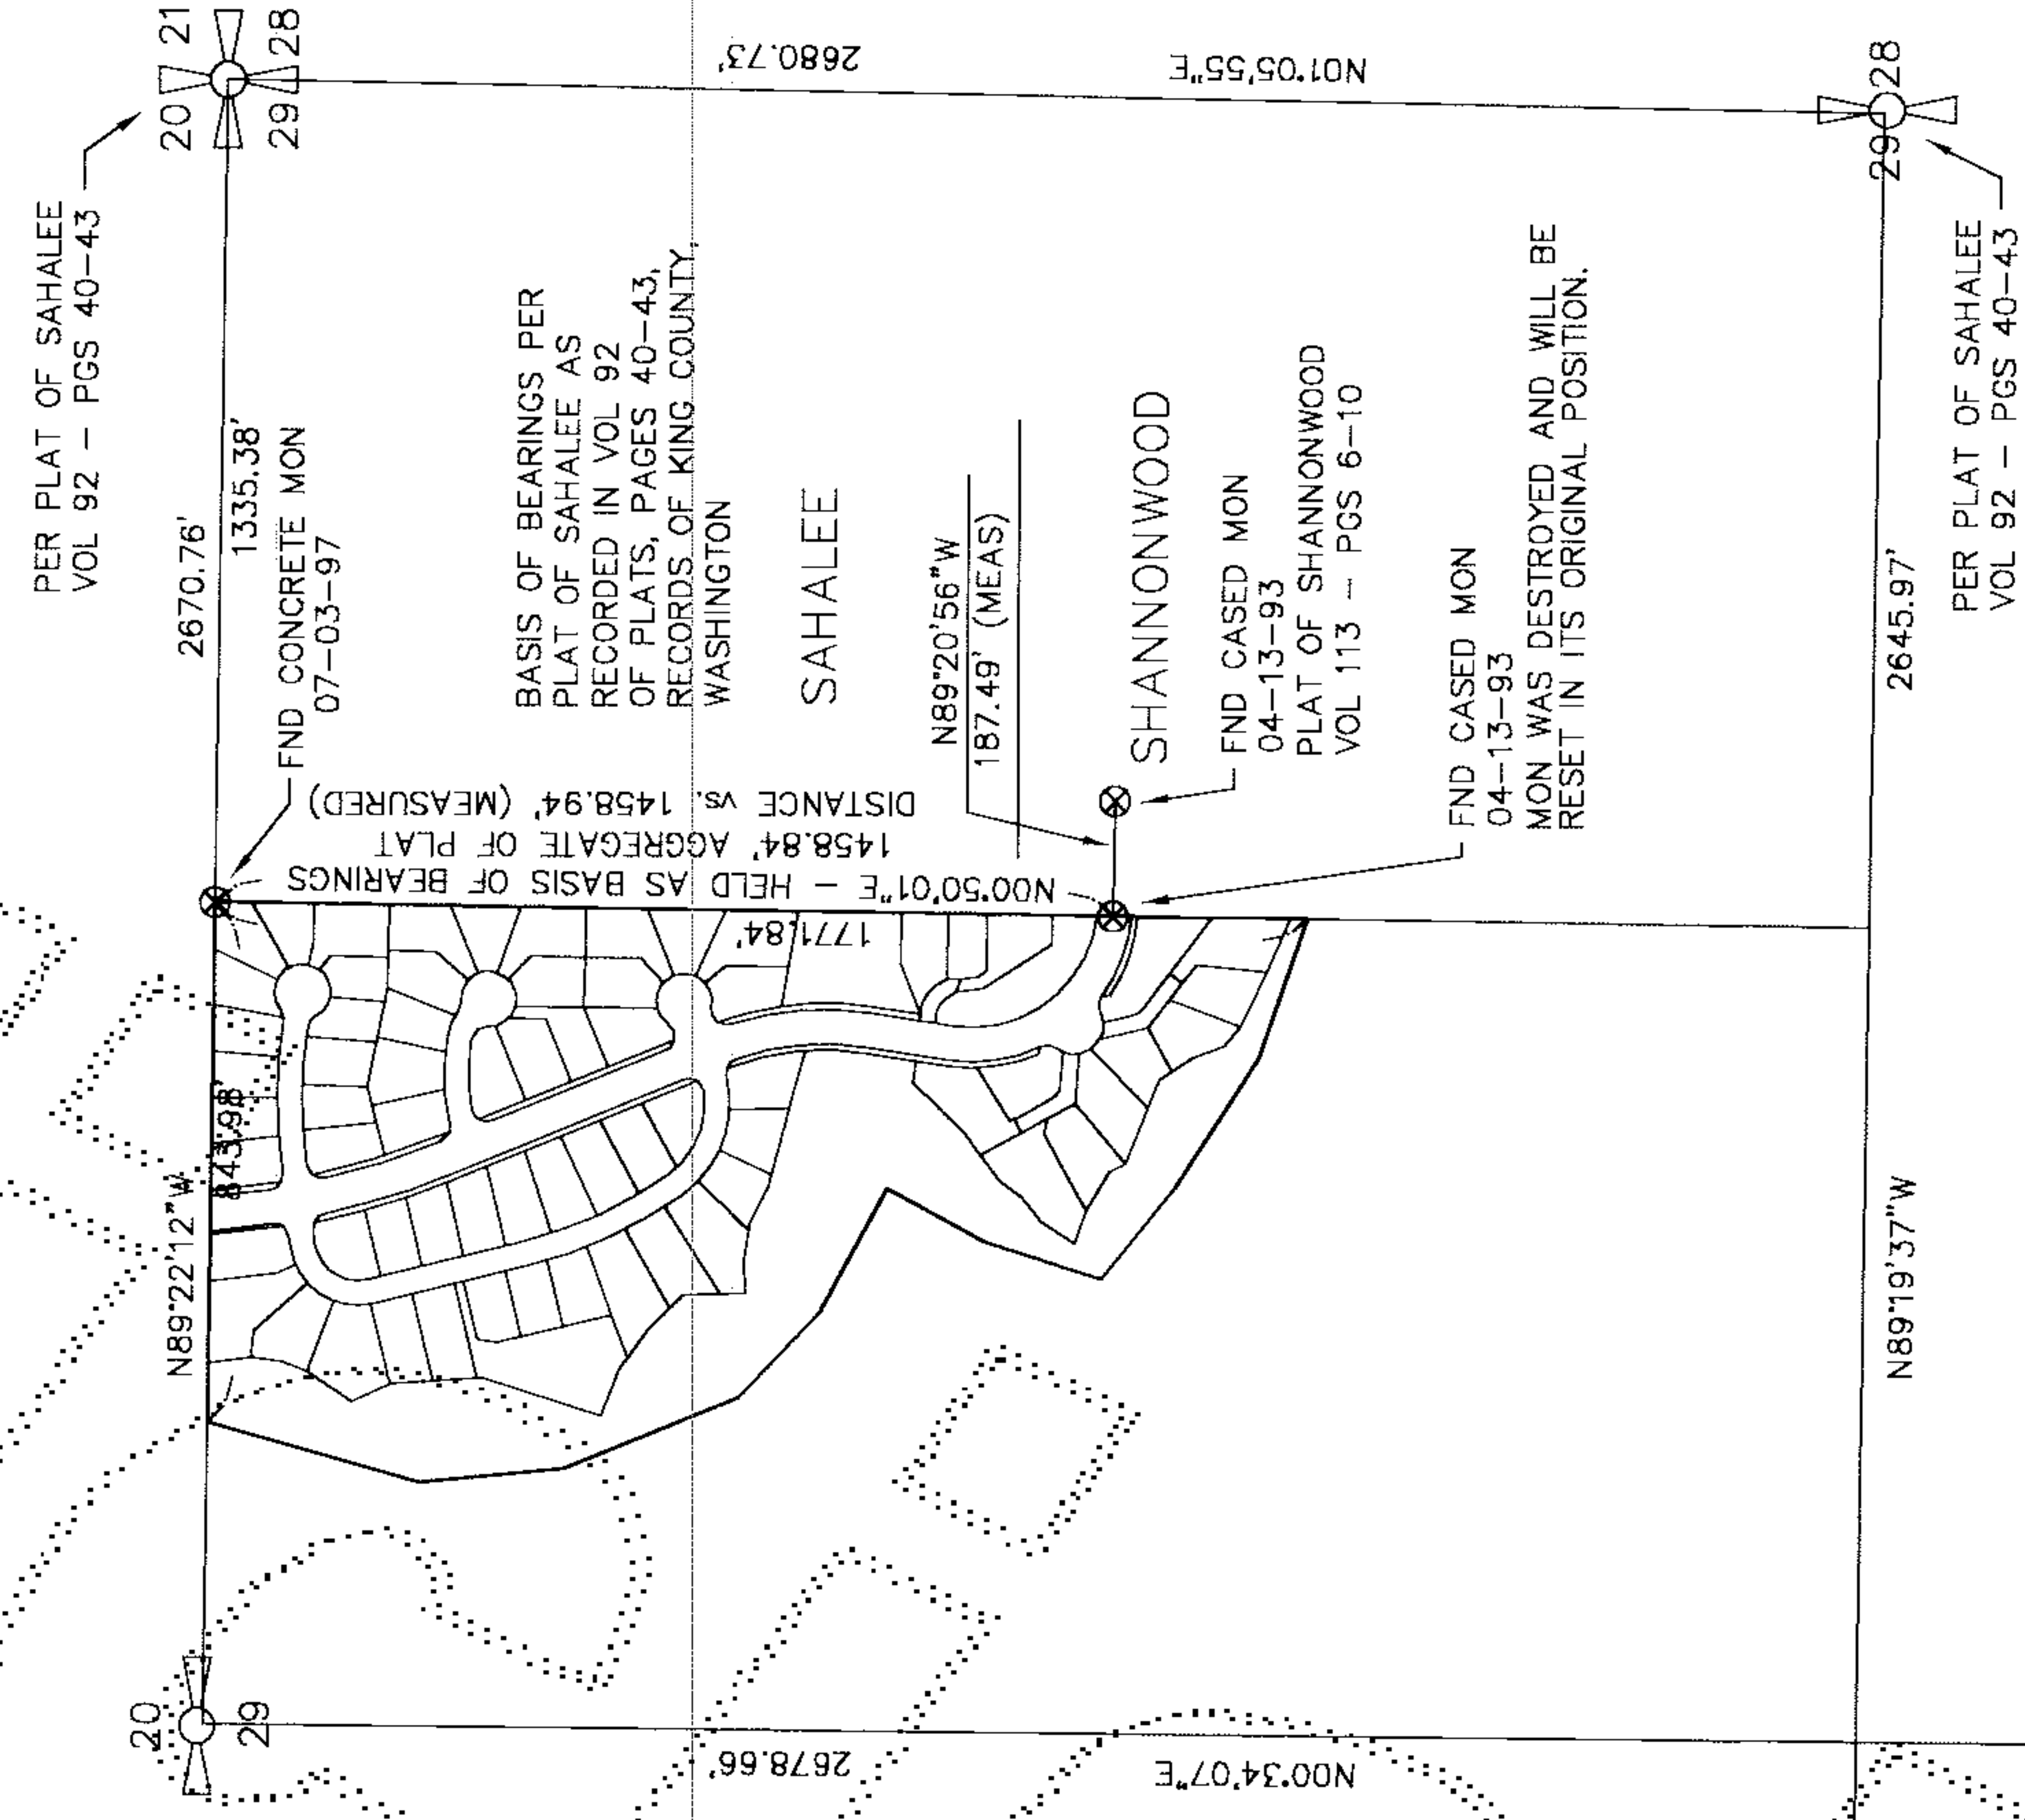 PER PLAT OF SAHALEE
VOL 92 – PGS 40–43
20 21
29 28
2670.76'
1335.38'
FND CONCRETE MON
07–03–97
N89°22'12"W
843.98'
20
29
2680.73'
N01°05'55"E
BASIS OF BEARINGS PER
PLAT OF SAHALEE AS
RECORDED IN VOL 92
OF PLATS, PAGES 40–43,
RECORDS OF KING COUNTY,
WASHINGTON
SAHALEE
N00°50'01"E – HELD AS BASIS OF BEARINGS
1458.84' AGGREGATE OF PLAT
DISTANCE vs. 1458.94' (MEASURED)
1771.84'
N89°20'56"W
187.49' (MEAS)
SHANNONWOOD
FND CASED MON
04–13–93
PLAT OF SHANNONWOOD
VOL 113 – PGS 6–10
FND CASED MON
04–13–93
MON WAS DESTROYED AND WILL BE
RESET IN ITS ORIGINAL POSITION.
2678.66'
N00°34'07"E
N89°19'37"W
2645.97'
29 28
PER PLAT OF SAHALEE
VOL 92 – PGS 40–43